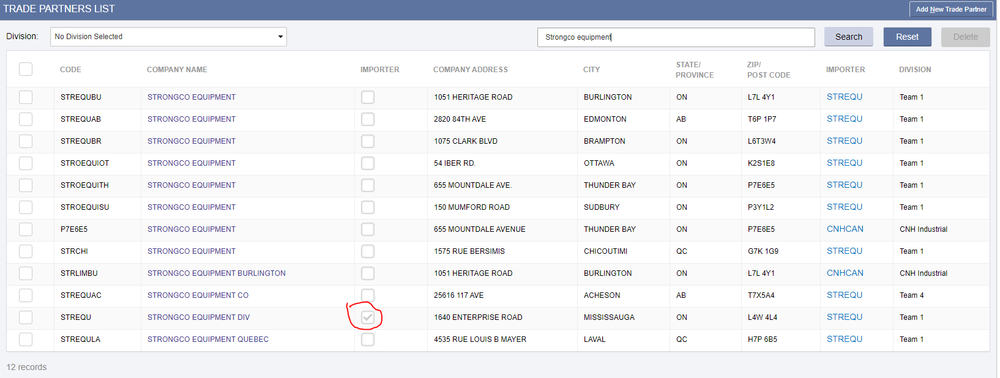 TRADE PARTNERS LIST Add New Trade Partner
Division: No Division Selected Strongco equipment Search Reset Delete
CODE COMPANY NAME IMPORTER COMPANY ADDRESS CITY STATE/ PROVINCE ZIP/ POST CODE IMPORTER DIVISION
STREQUBU STRONGCO EQUIPMENT 1051 HERITAGE ROAD BURLINGTON ON L7L 4Y1 STREQU Team 1
STREQUAB STRONGCO EQUIPMENT 2820 84TH AVE EDMONTON AB T6P 1P7 STREQU Team 1
STREQUBR STRONGCO EQUIPMENT 1075 CLARK BLVD BRAMPTON ON L6T3W4 STREQU Team 1
STROEQUIOT STRONGCO EQUIPMENT 54 IBER RD. OTTAWA ON K2S1E8 STREQU Team 1
STROEQUITH STRONGCO EQUIPMENT 655 MOUNTDALE AVE. THUNDER BAY ON P7E6E5 STREQU Team 1
STROEQUISU STRONGCO EQUIPMENT 150 MUMFORD ROAD SUDBURY ON P3Y1L2 STREQU Team 1
P7E6E5 STRONGCO EQUIPMENT 655 MOUNTDALE AVENUE THUNDER BAY ON P7E6E5 CNHCAN CNH Industrial
STRCHI STRONGCO EQUIPMENT 1575 RUE BERSIMIS CHICOUTIMI QC G7K 1G9 STREQU Team 1
STRLIMBU STRONGCO EQUIPMENT BURLINGTON 1051 HERITAGE ROAD BURLINGTON ON L7L 4Y1 CNHCAN CNH Industrial
STREQUAC STRONGCO EQUIPMENT CO 25616 117 AVE ACHESON AB T7X5A4 STREQU Team 4
STREQU STRONGCO EQUIPMENT DIV 1640 ENTERPRISE ROAD MISSISSAUGA ON L4W 4L4 STREQU Team 1
STREQULA STRONGCO EQUIPMENT QUEBEC 4535 RUE LOUIS B MAYER LAVAL QC H7P 6B5 STREQU Team 1
12 records